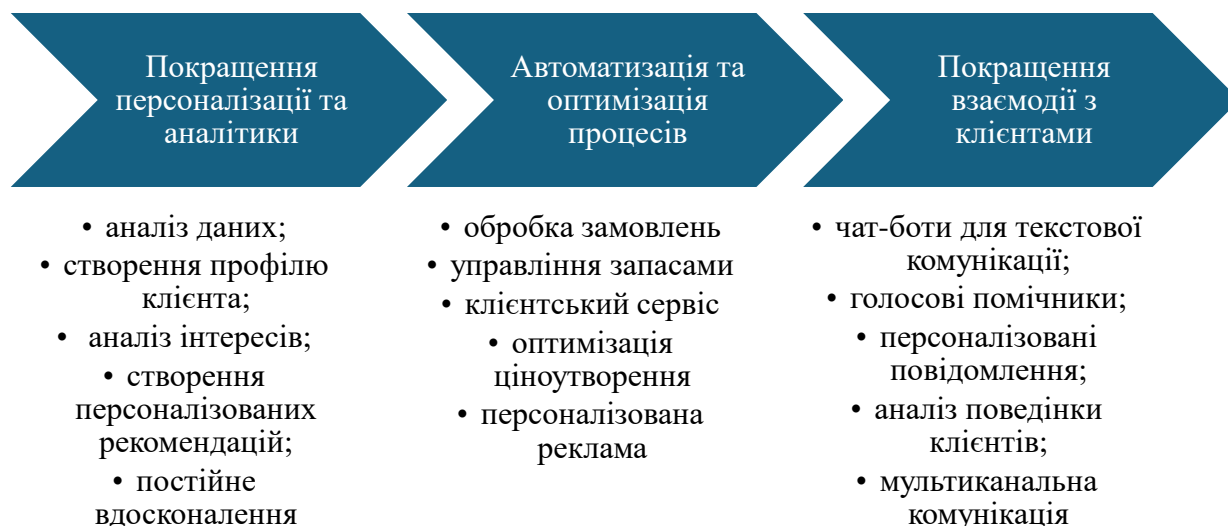 Покращення
персоналізації та
аналітики
• аналіз даних;
• створення профілю
клієнта;
• аналіз інтересів;
• створення
персоналізованих
рекомендацій;
• постійне
вдосконалення
Автоматизація та
оптимізація
процесів
• обробка замовлень
• управління запасами
• клієнтський сервіс
• оптимізація
ціноутворення
• персоналізована
реклама
Покращення
взаємодії з
клієнтами
• чат-боти для текстової
комунікації;
• голосові помічники;
• персоналізовані
повідомлення;
• аналіз поведінки
клієнтів;
• мультиканальна
комунікація